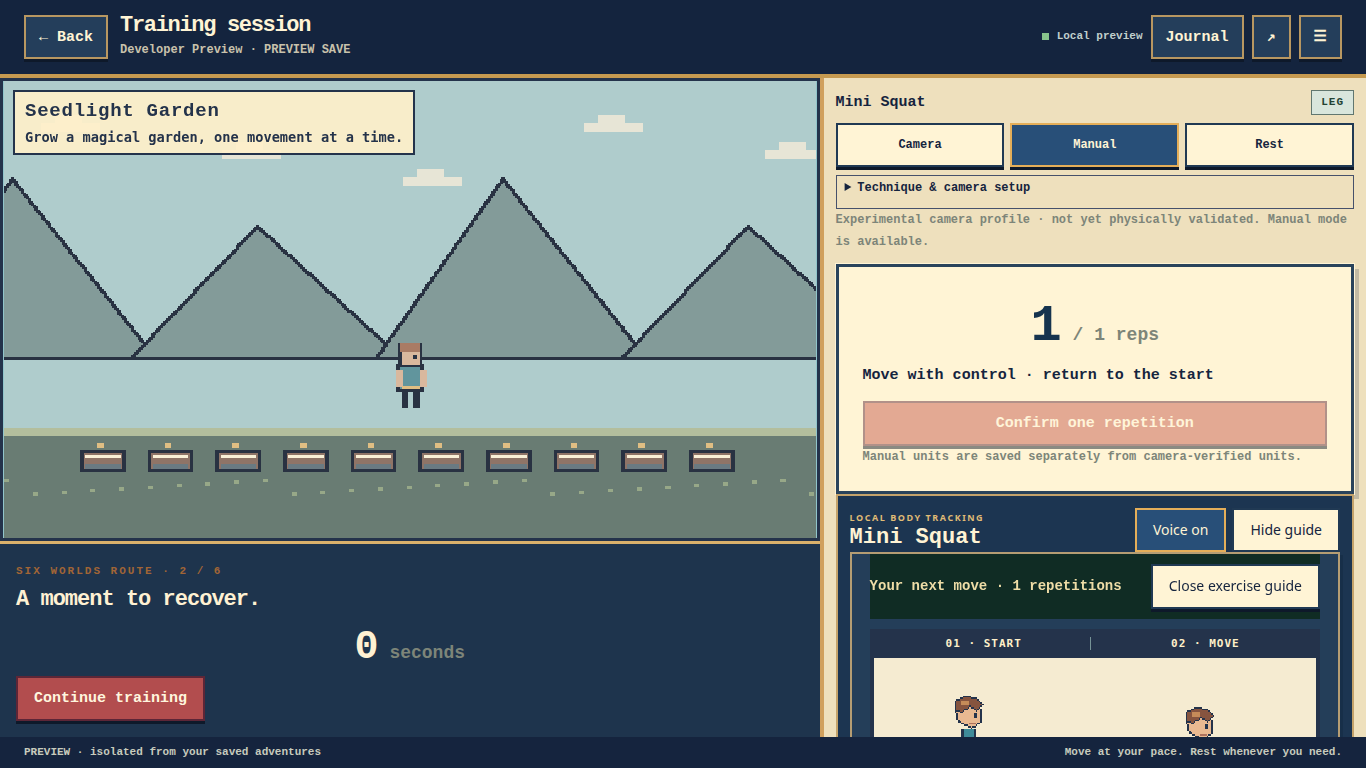 ← Back
Training session
Developer Preview · PREVIEW SAVE
Local preview
Journal
↗
☰
Seedlight Garden
Grow a magical garden, one movement at a time.
SIX WORLDS ROUTE · 2 / 6
A moment to recover.
0 seconds
Continue training
Mini Squat
LEG
Camera
Manual
Rest
▶ Technique & camera setup
Experimental camera profile · not yet physically validated. Manual mode
is available.
1 / 1 reps
Move with control · return to the start
Confirm one repetition
Manual units are saved separately from camera-verified units.
LOCAL BODY TRACKING
Mini Squat
Voice on
Hide guide
Your next move · 1 repetitions
Close exercise guide
01 · START
02 · MOVE
PREVIEW · isolated from your saved adventures
Move at your pace. Rest whenever you need.